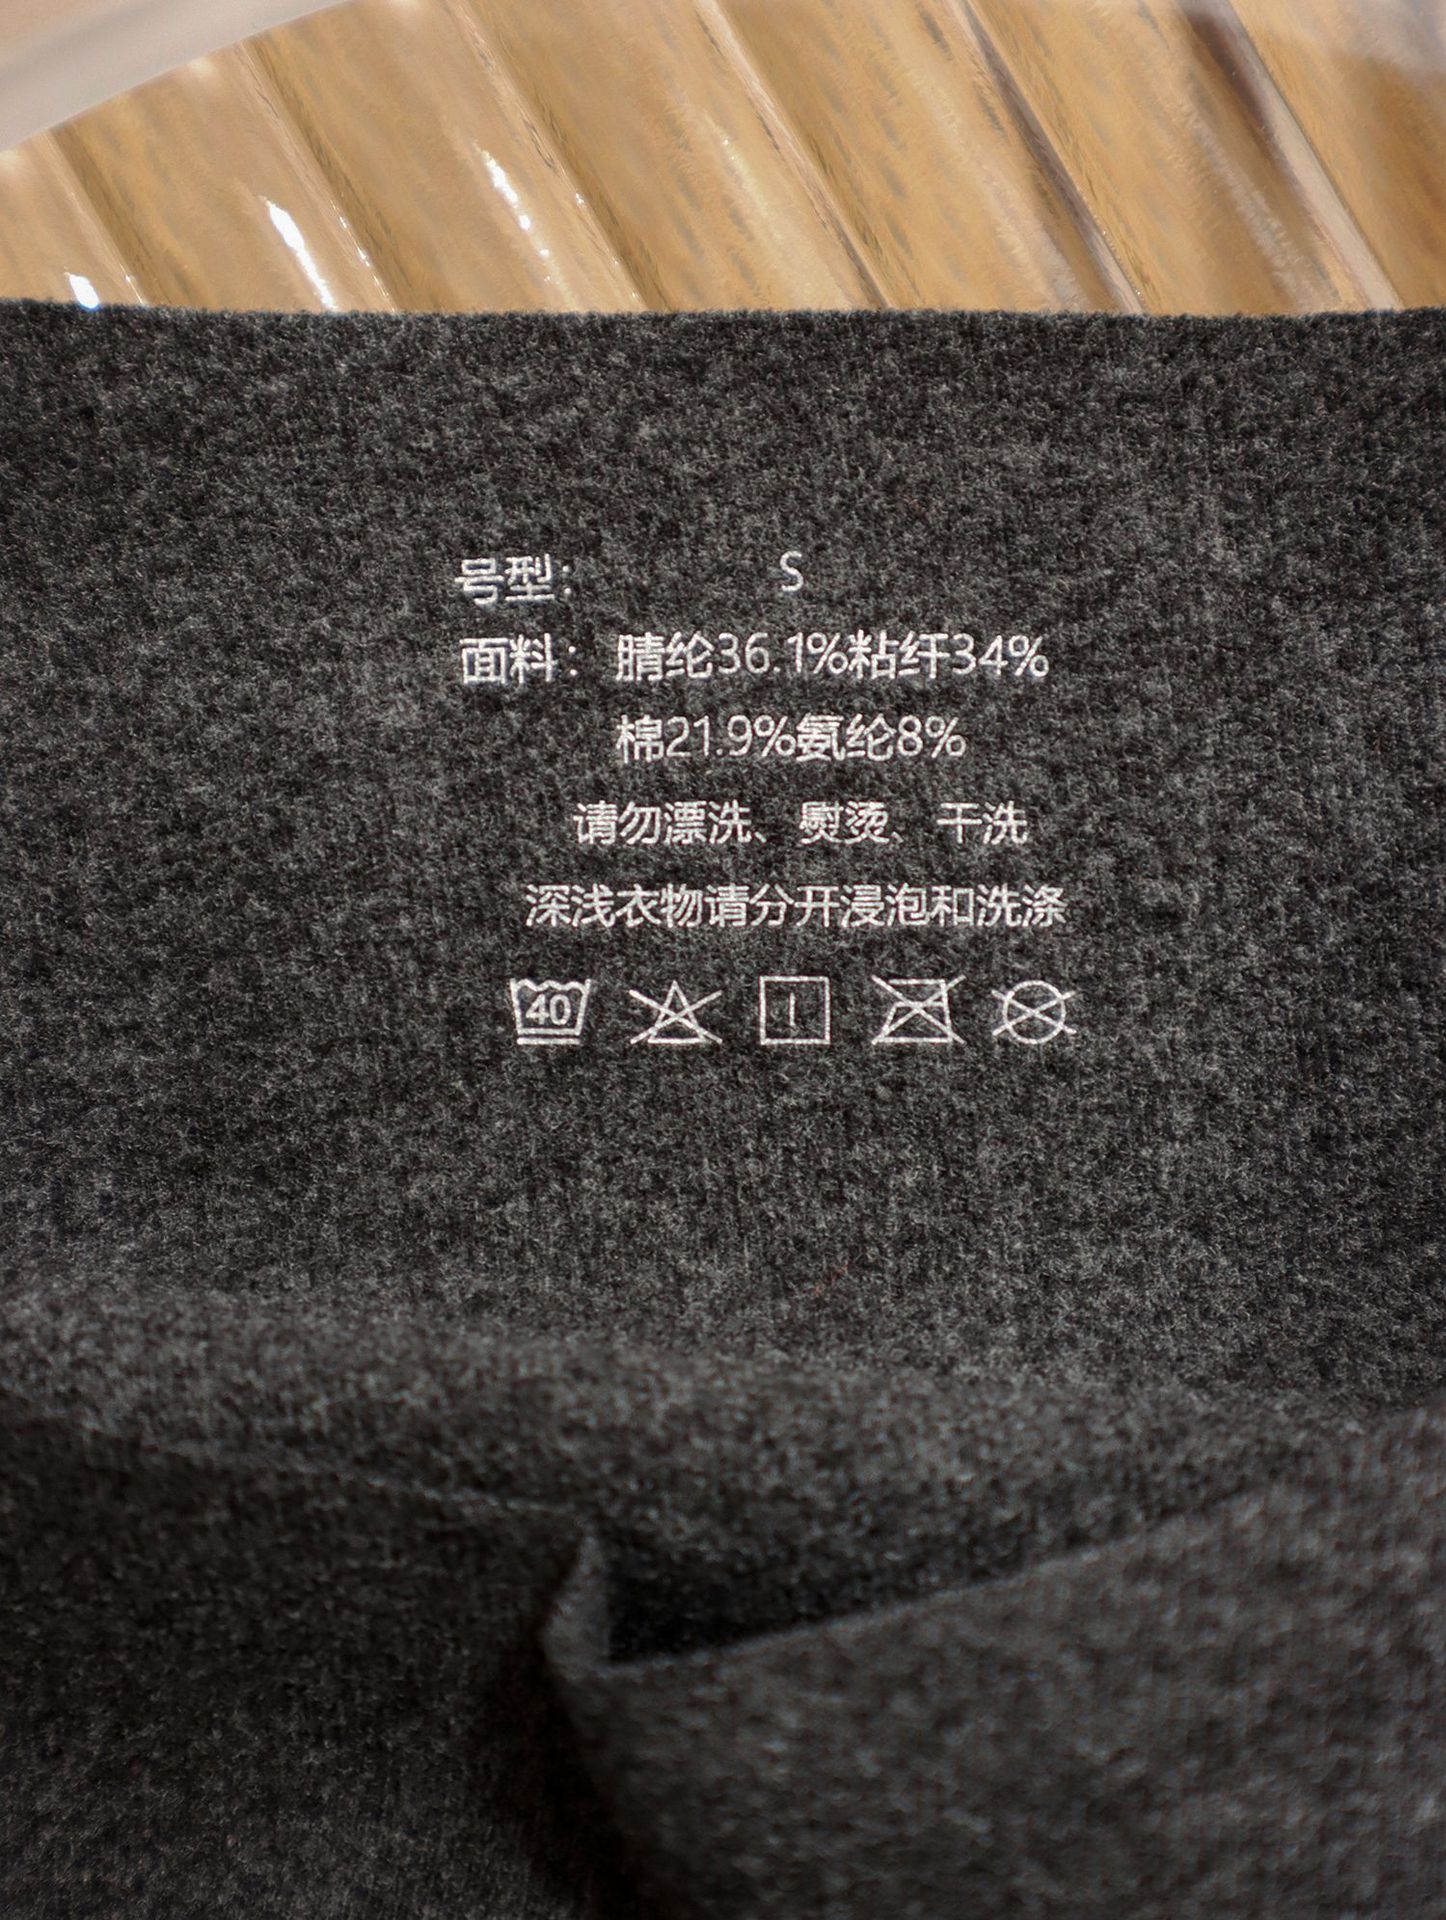 号型： S
面料：腈纶36.1%粘纤34%
棉21.9%氨纶8%
请勿漂洗、熨烫、干洗
深浅衣物请分开浸泡和洗涤
40